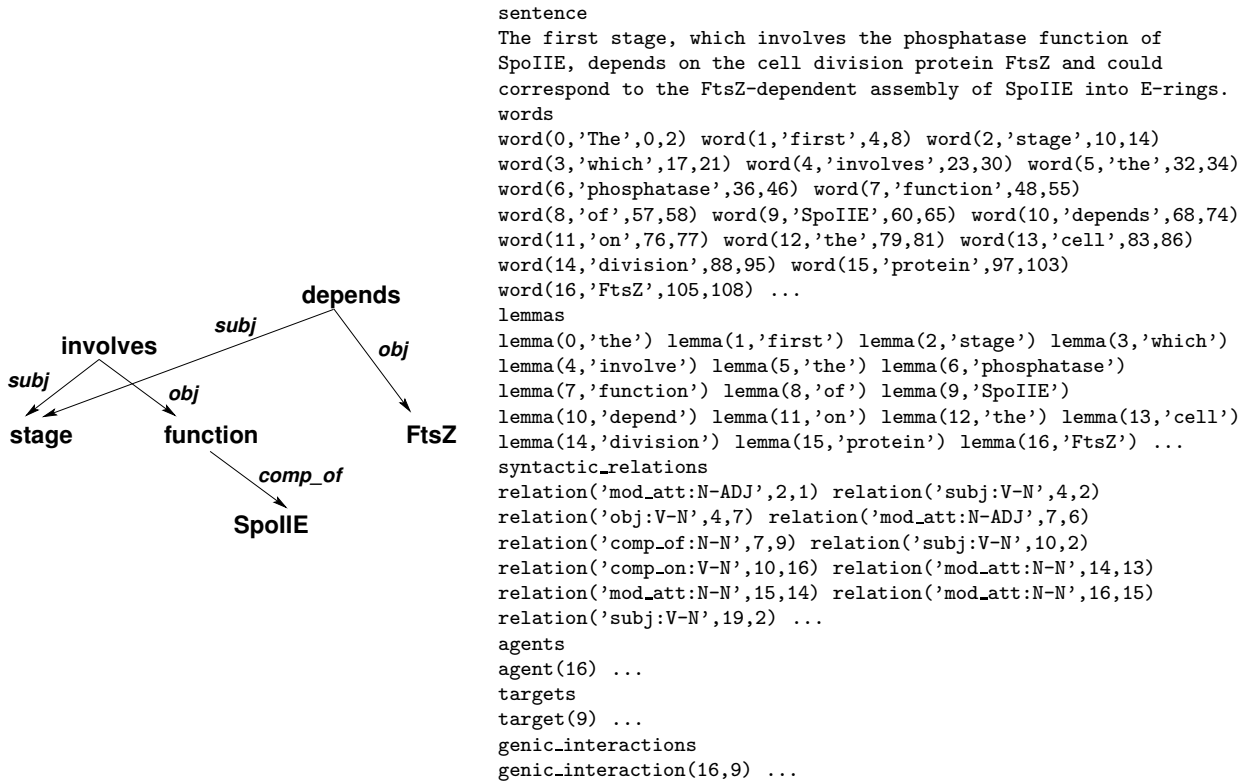 depends
subj
involves
obj
subj
obj
stage
function
FtsZ
comp_of
SpoIIE
sentence
The first stage, which involves the phosphatase function of
SpoIIE, depends on the cell division protein FtsZ and could
correspond to the FtsZ-dependent assembly of SpoIIE into E-rings.
words
word(0,'The',0,2) word(1,'first',4,8) word(2,'stage',10,14)
word(3,'which',17,21) word(4,'involves',23,30) word(5,'the',32,34)
word(6,'phosphatase',36,46) word(7,'function',48,55)
word(8,'of',57,58) word(9,'SpoIIE',60,65) word(10,'depends',68,74)
word(11,'on',76,77) word(12,'the',79,81) word(13,'cell',83,86)
word(14,'division',88,95) word(15,'protein',97,103)
word(16,'FtsZ',105,108) ...
lemmas
lemma(0,'the') lemma(1,'first') lemma(2,'stage') lemma(3,'which')
lemma(4,'involve') lemma(5,'the') lemma(6,'phosphatase')
lemma(7,'function') lemma(8,'of') lemma(9,'SpoIIE')
lemma(10,'depend') lemma(11,'on') lemma(12,'the') lemma(13,'cell')
lemma(14,'division') lemma(15,'protein') lemma(16,'FtsZ') ...
syntactic_relations
relation('mod_att:N-ADJ',2,1) relation('subj:V-N',4,2)
relation('obj:V-N',4,7) relation('mod_att:N-ADJ',7,6)
relation('comp_of:N-N',7,9) relation('subj:V-N',10,2)
relation('comp_on:V-N',10,16) relation('mod_att:N-N',14,13)
relation('mod_att:N-N',15,14) relation('mod_att:N-N',16,15)
relation('subj:V-N',19,2) ...
agents
agent(16) ...
targets
target(9) ...
genic_interactions
genic_interaction(16,9) ...